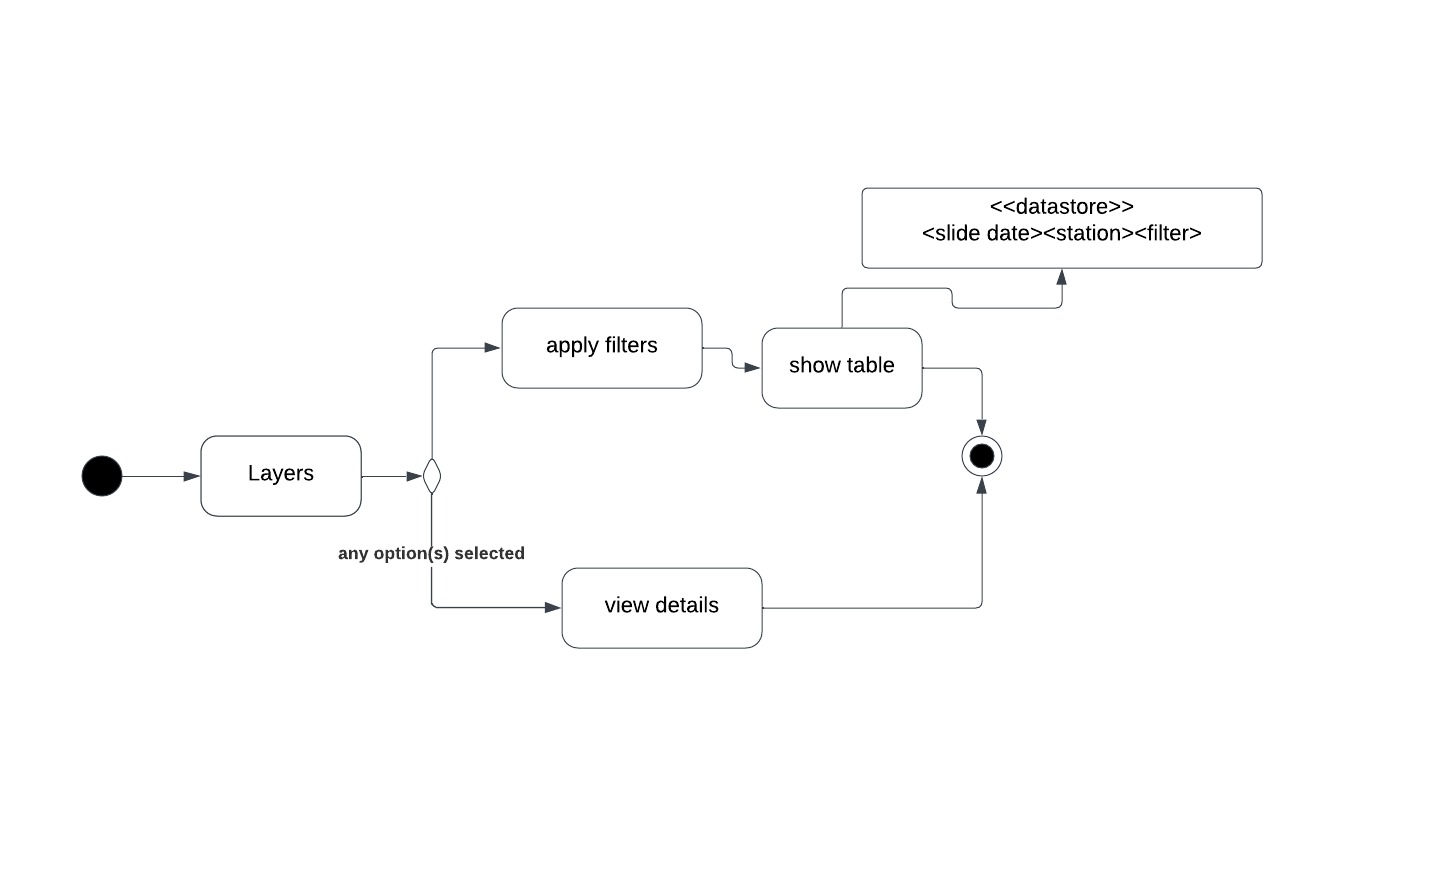 <<datastore>>
<slide date><station><filter>
apply filters
show table
Layers
any option(s) selected
view details